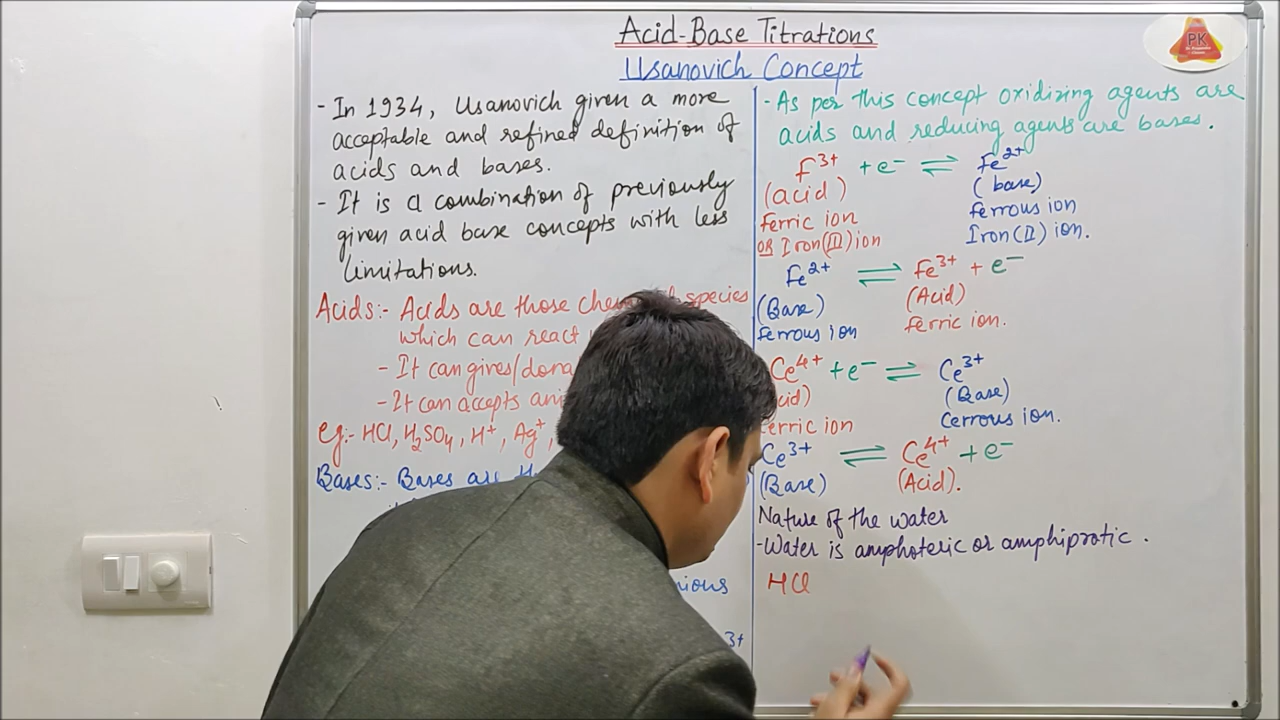 Acid-Base Titrations
Usanovich Concept
PK
- In 1934, Usanovich given a more
acceptable and refined definition of
acids and bases.
- It is a combination of previously
given acid base concepts with less
limitations.
Acids:- Acids are those species
which can react
- It can gives/
- It can accepts
eg:- HCl, H₂SO₄, H⁺, Ag⁺,
Bases:- Bases are
3+
- As per this concept oxidizing agents are
acids and reducing agents are bases.
F³⁺ + e⁻ ⇌ Fe²⁺
(acid) (base)
ferric ion ferrous ion
or Iron(III) ion Iron(II) ion.
Fe²⁺ ⇌ Fe³⁺ + e⁻
(Base) (Acid)
ferrous ion ferric ion.
Ce⁴⁺ + e⁻ ⇌ Ce³⁺
(Base)
ion Cerrous ion.
Ce³⁺ ⇌ Ce⁴⁺ + e⁻
(Base) (Acid).
Nature of the water
- Water is amphoteric or amphiprotic.
HCl